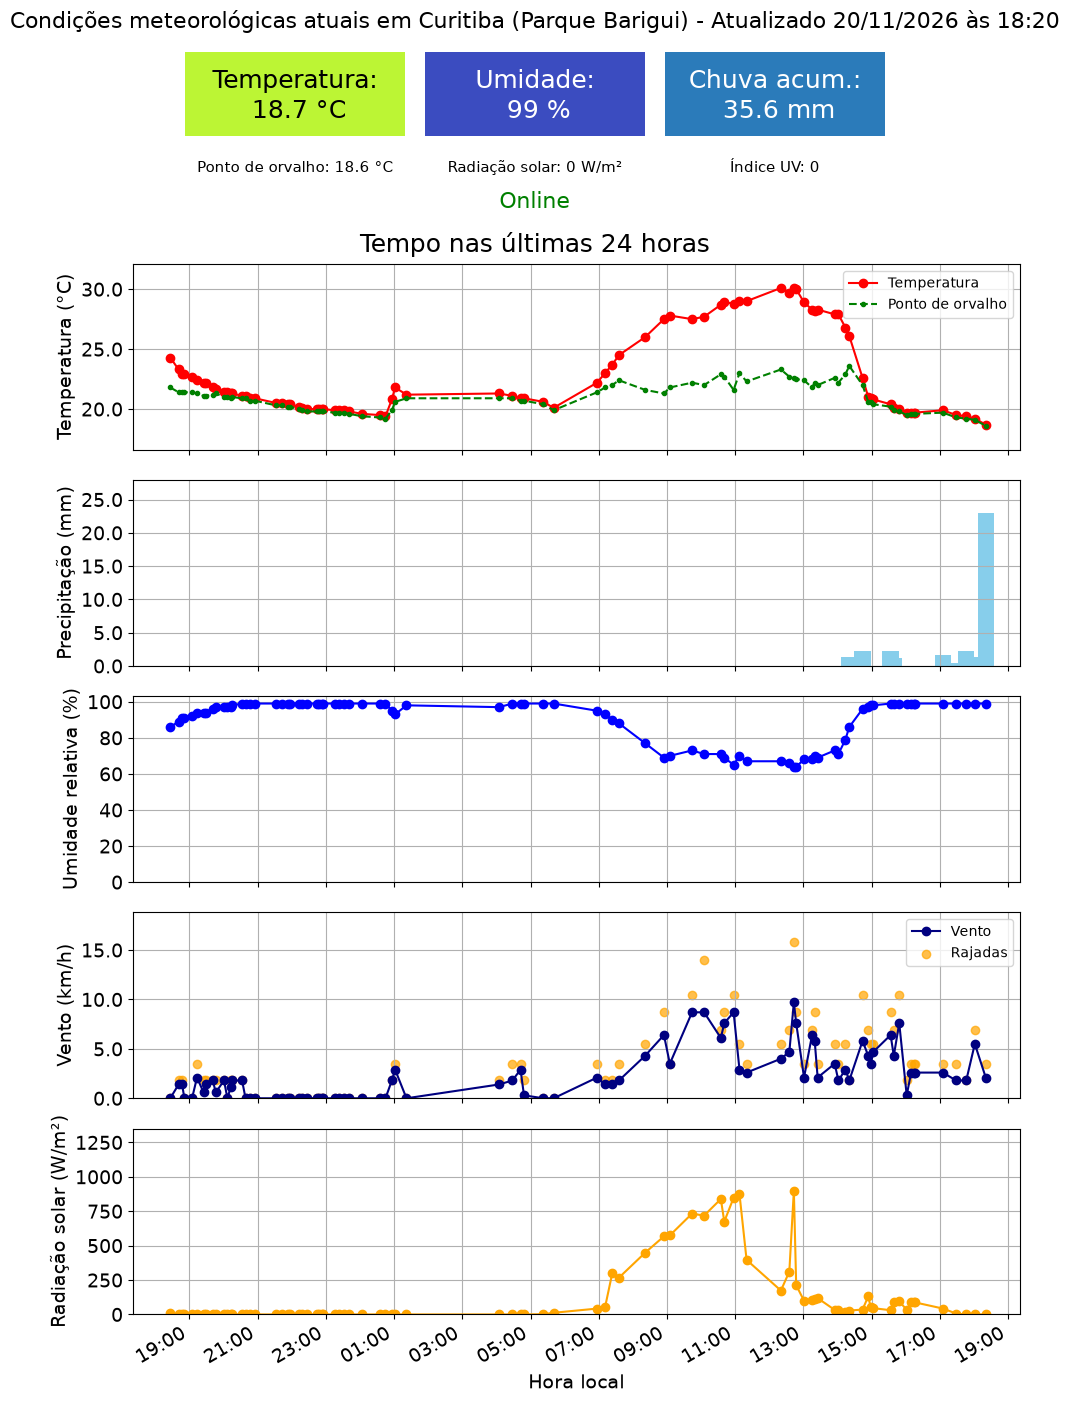 Condições meteorológicas atuais em Curitiba (Parque Barigui) - Atualizado 20/11/2026 às 18:20
Temperatura:
18.7 °C
Umidade:
99 %
Chuva acum.:
35.6 mm
Ponto de orvalho: 18.6 °C
Radiação solar: 0 W/m²
Índice UV: 0
Online
Tempo nas últimas 24 horas
Temperatura (°C)
30.0
25.0
20.0
Temperatura
Ponto de orvalho
Precipitação (mm)
25.0
20.0
15.0
10.0
5.0
0.0
Umidade relativa (%)
100
80
60
40
20
0
Vento (km/h)
15.0
10.0
5.0
0.0
Vento
Rajadas
Radiação solar (W/m²)
1250
1000
750
500
250
0
19:00
21:00
23:00
01:00
03:00
05:00
07:00
09:00
11:00
13:00
15:00
17:00
19:00
Hora local